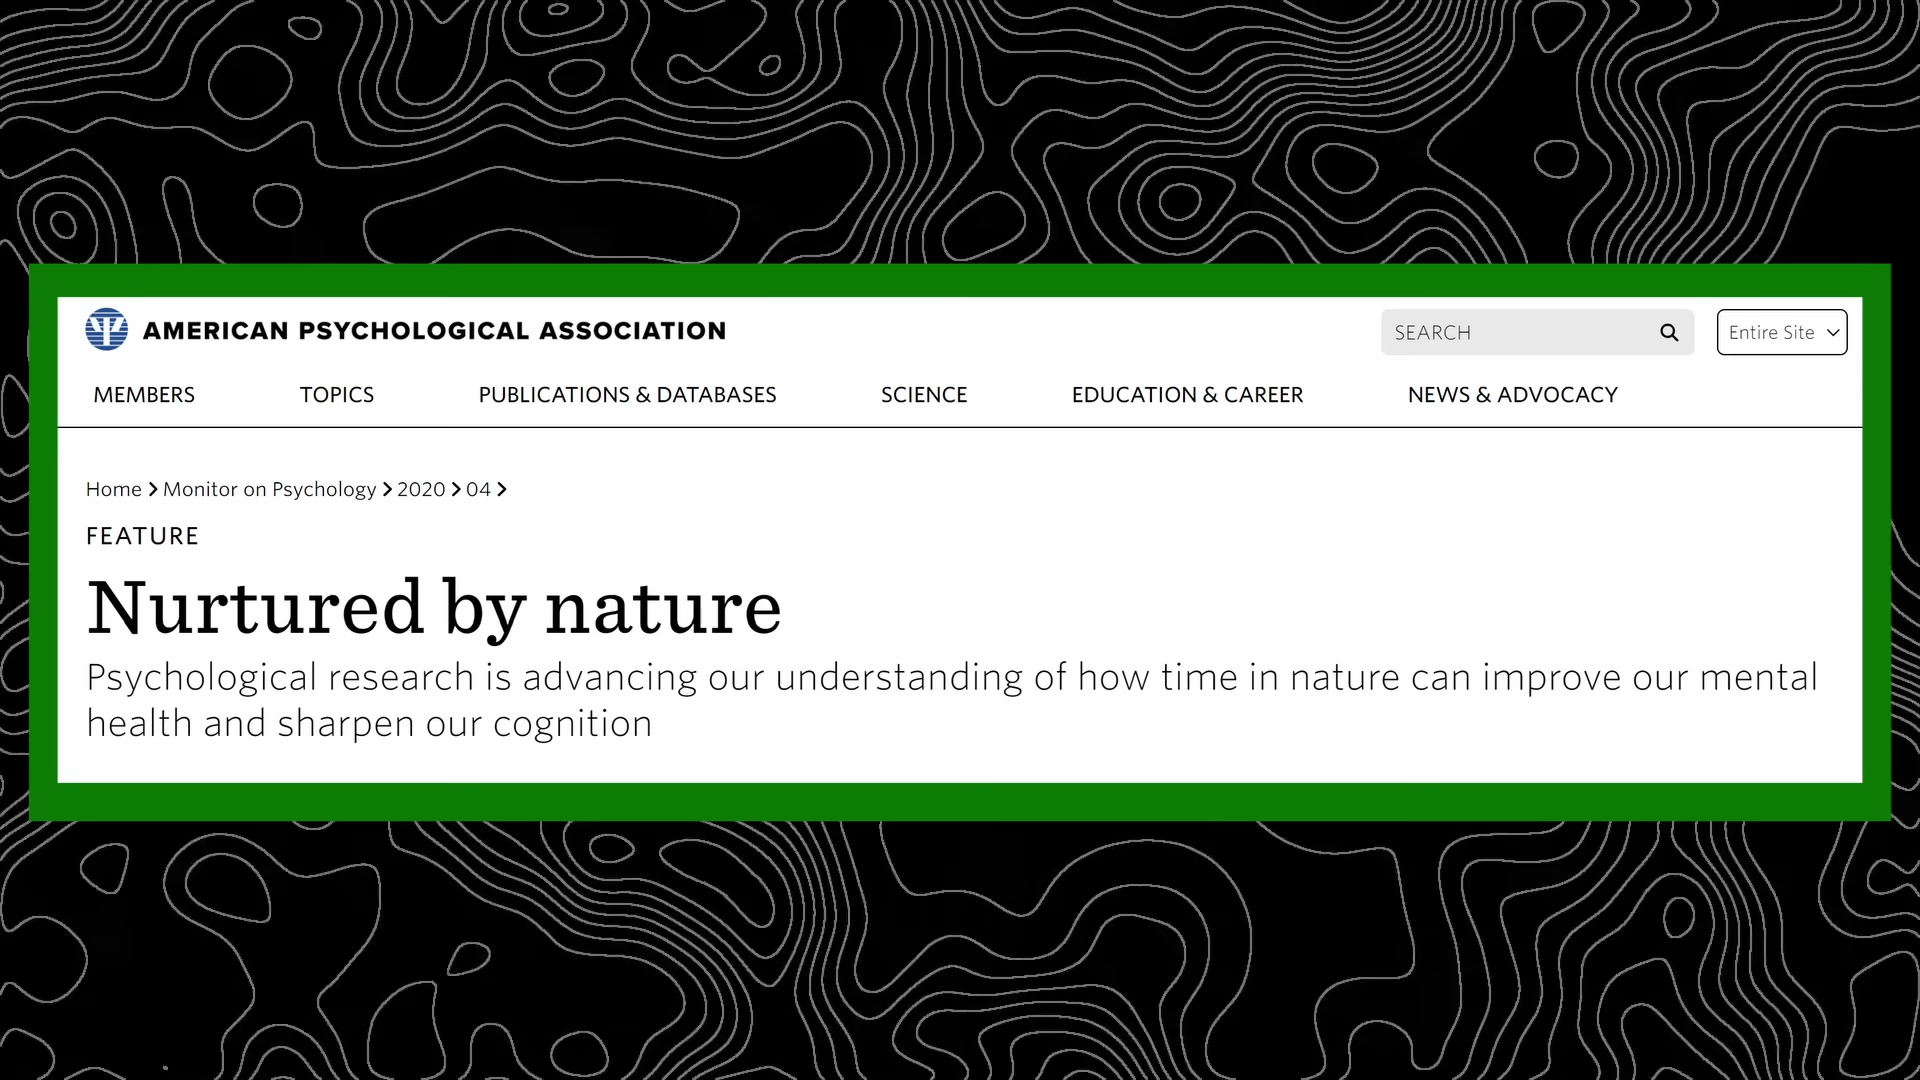 AMERICAN PSYCHOLOGICAL ASSOCIATION
SEARCH
Entire Site
MEMBERS TOPICS PUBLICATIONS & DATABASES SCIENCE EDUCATION & CAREER NEWS & ADVOCACY
Home > Monitor on Psychology > 2020 > 04 >
FEATURE
Nurtured by nature
Psychological research is advancing our understanding of how time in nature can improve our mental
health and sharpen our cognition